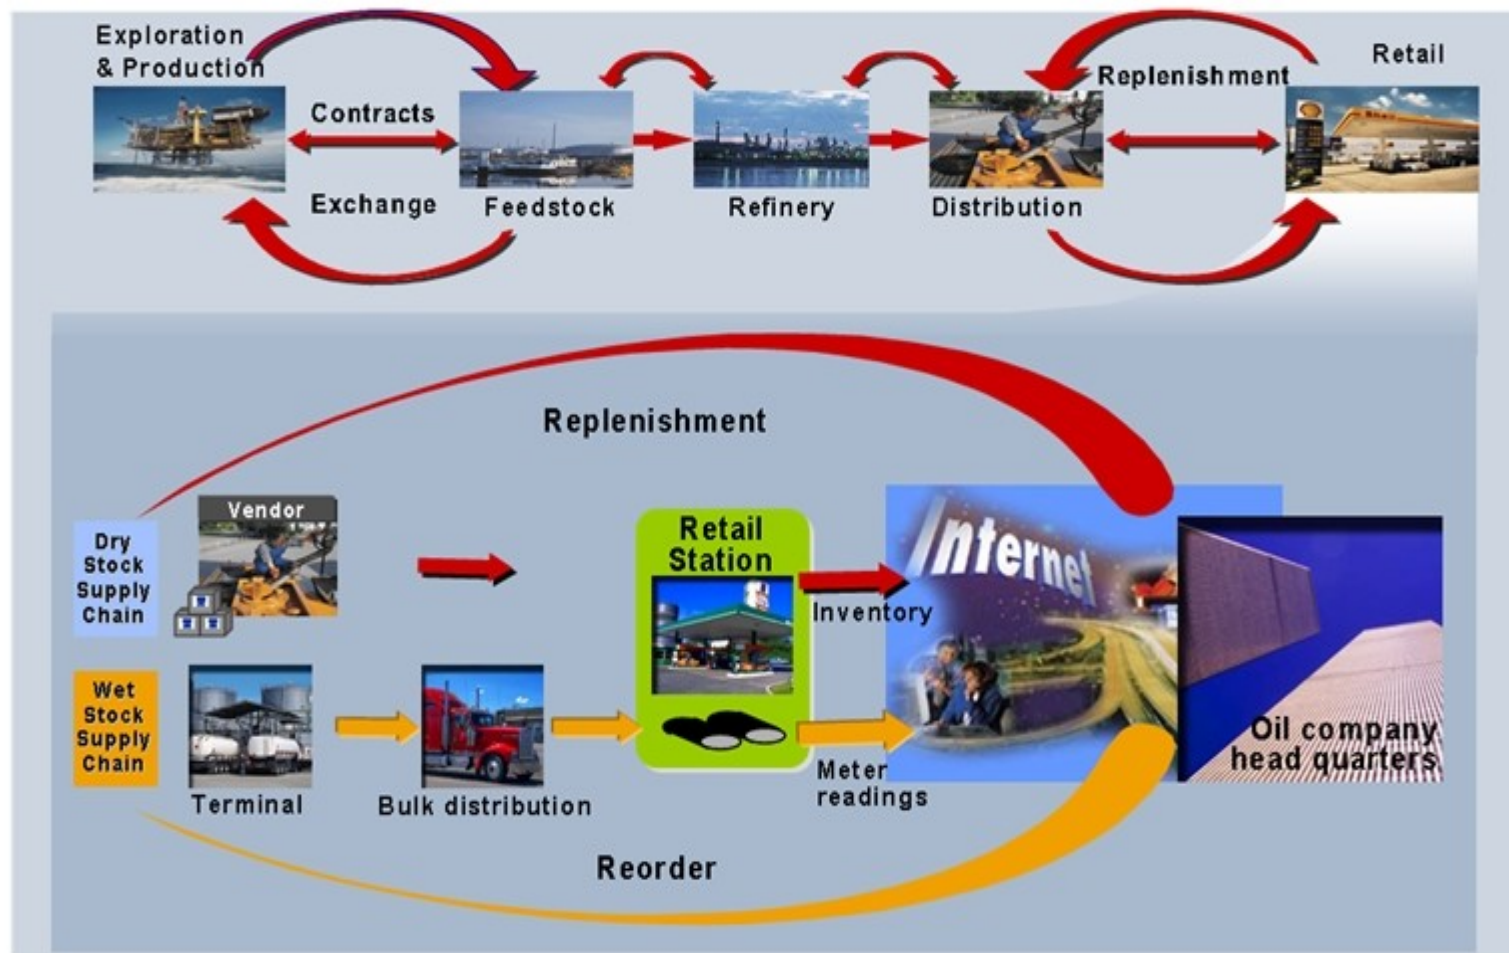 Exploration
& Production
Retail
Contracts
Replenishment
Exchange
Feedstock
Refinery
Distribution
Replenishment
Vendor
Dry
Stock
Supply
Chain
Retail
Station
Internet
Inventory
Wet
Stock
Supply
Chain
Terminal
Bulk distribution
Meter
readings
Oil company
head quarters
Reorder